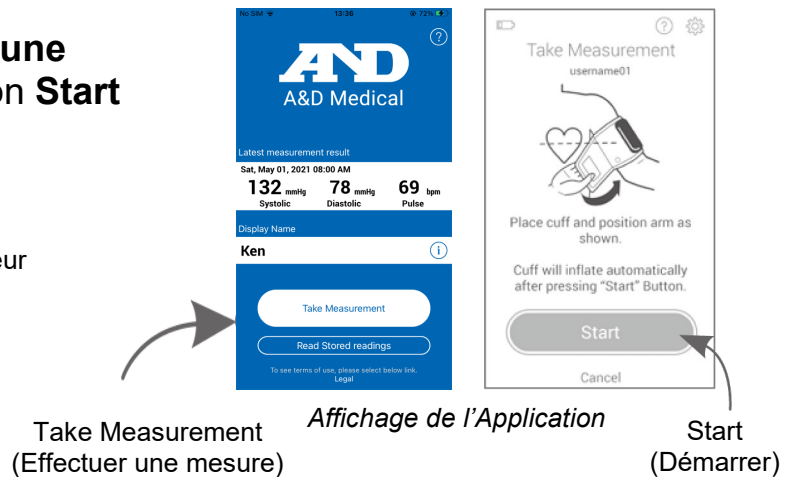 une
on Start
eur
No SIM 13:36 72%
AND
A&D Medical
Latest measurement result
Sat, May 01, 2021 08:00 AM
132 mmHg 78 mmHg 69 bpm
Systolic Diastolic Pulse
Display Name
Ken
Take Measurement
Read Stored readings
To see terms of use, please select below link.
Legal
Take Measurement
username01
Place cuff and position arm as
shown.
Cuff will inflate automatically
after pressing “Start” Button.
Start
Cancel
Affichage de l’Application
Take Measurement
(Effectuer une mesure)
Start
(Démarrer)